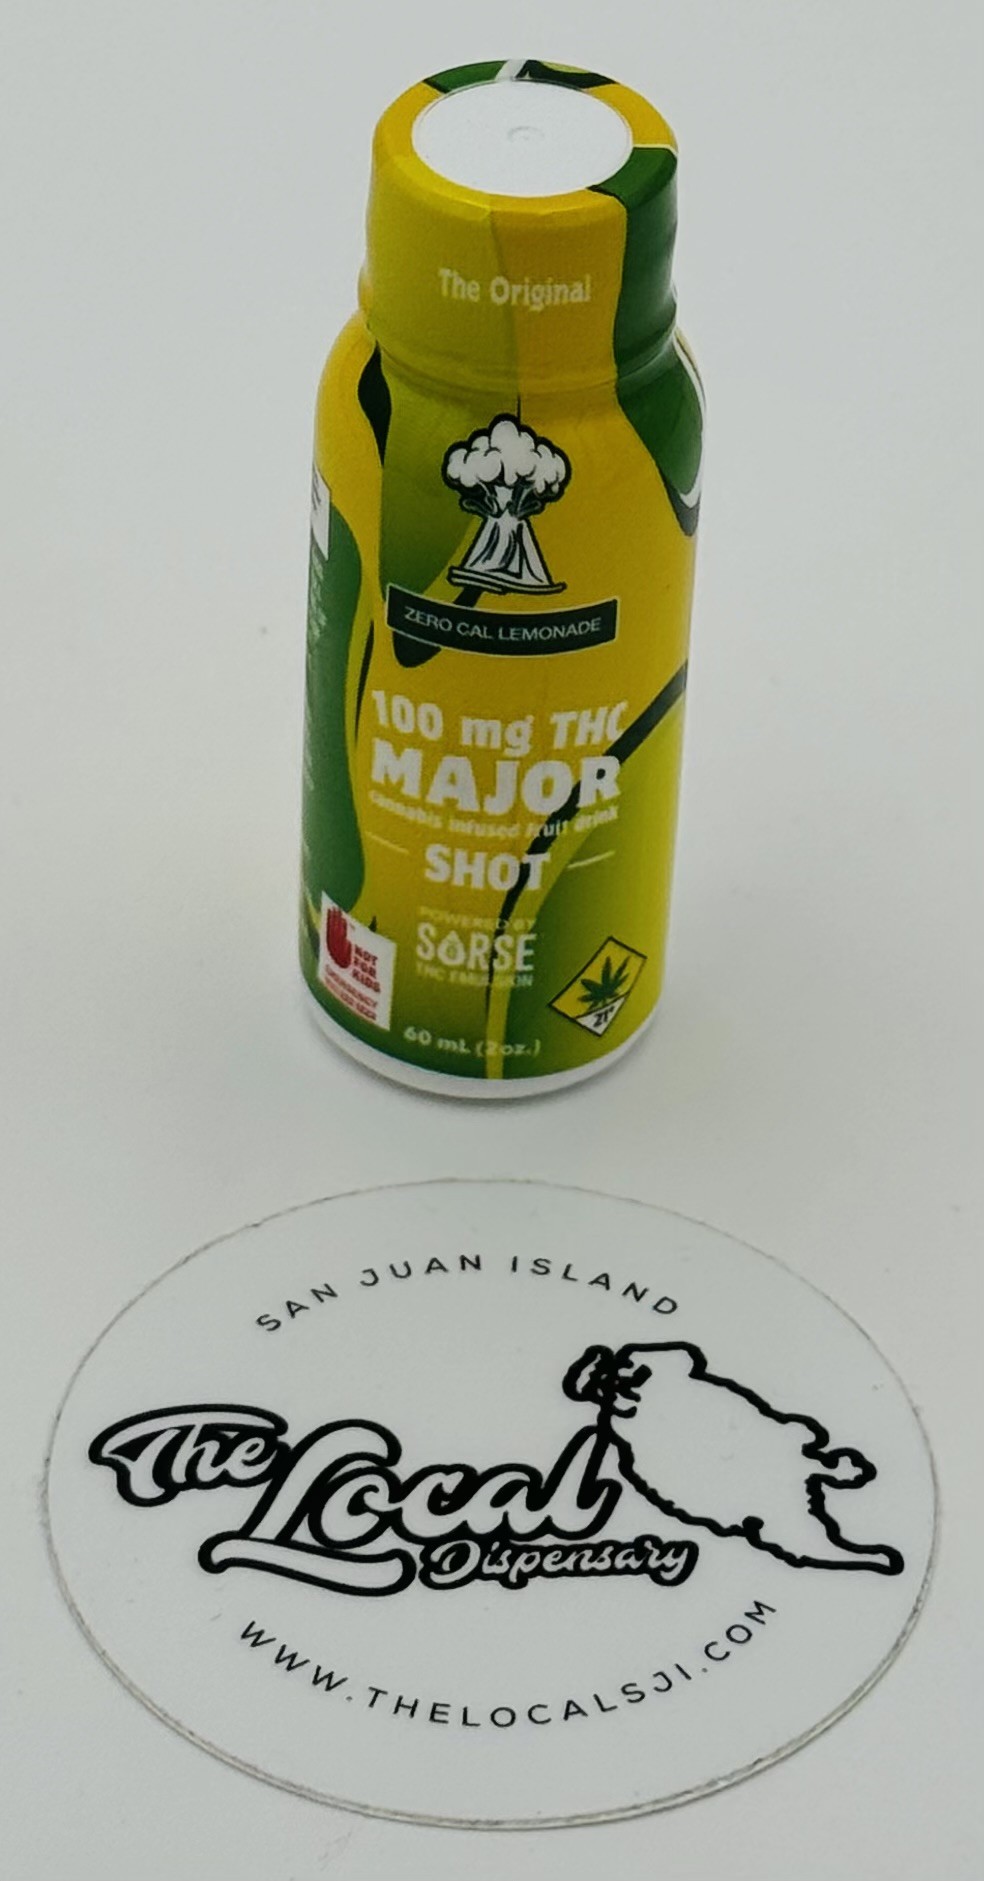 The Original
ZERO CAL LEMONADE
100 mg THC
MAJOR
cannabis infused fruit drink
SHOT
POWERED BY
SORSE
THC EMULSION
NOT
FOR
KIDS
EMERGENCY
21+
60 mL (2oz.)
SAN JUAN ISLAND
The Local
Dispensary
WWW.THELOCALSJI.COM